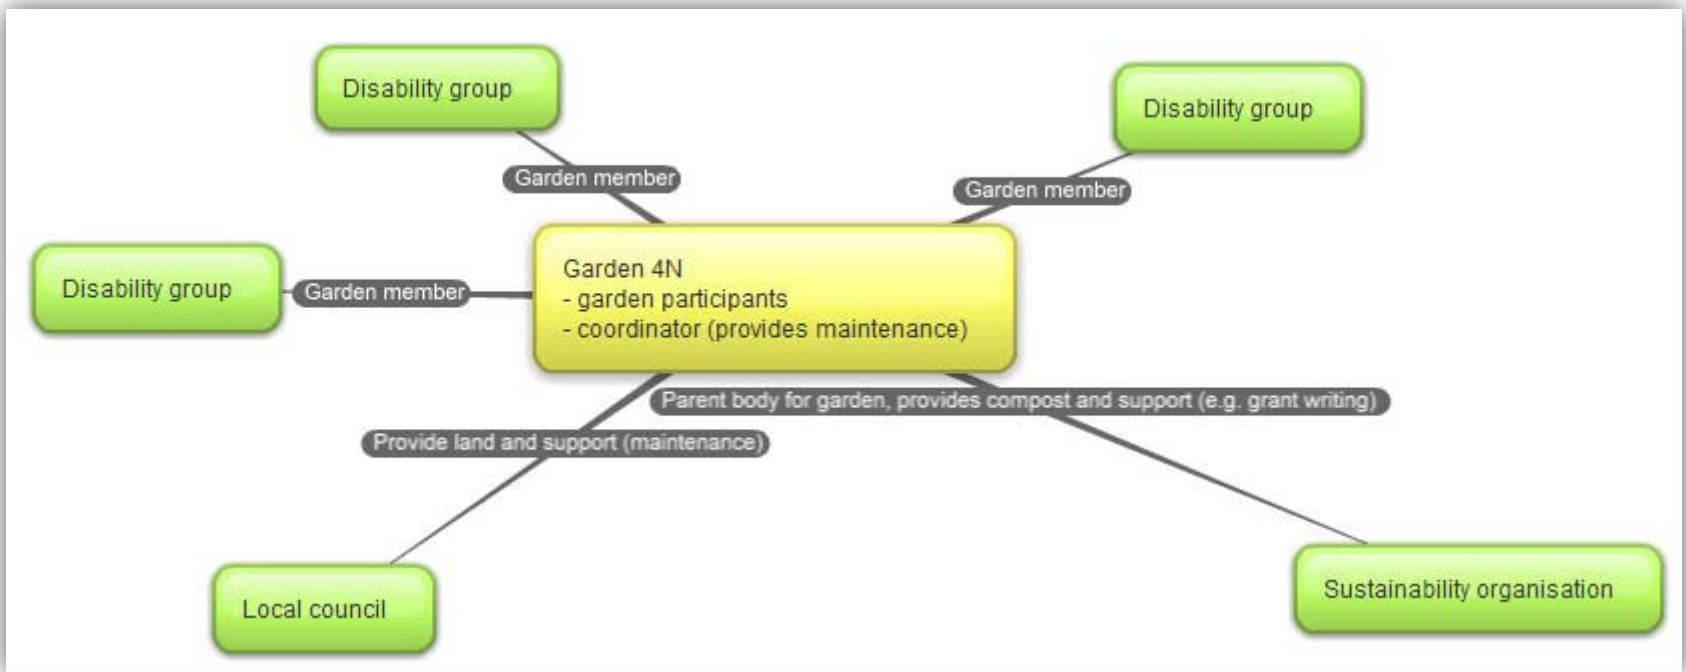 Disability group
Disability group
Garden member
Garden member
Disability group
Garden member
Garden 4N
- garden participants
- coordinator (provides maintenance)
Parent body for garden, provides compost and support (e.g. grant writing)
Provide land and support (maintenance)
Local council
Sustainability organisation